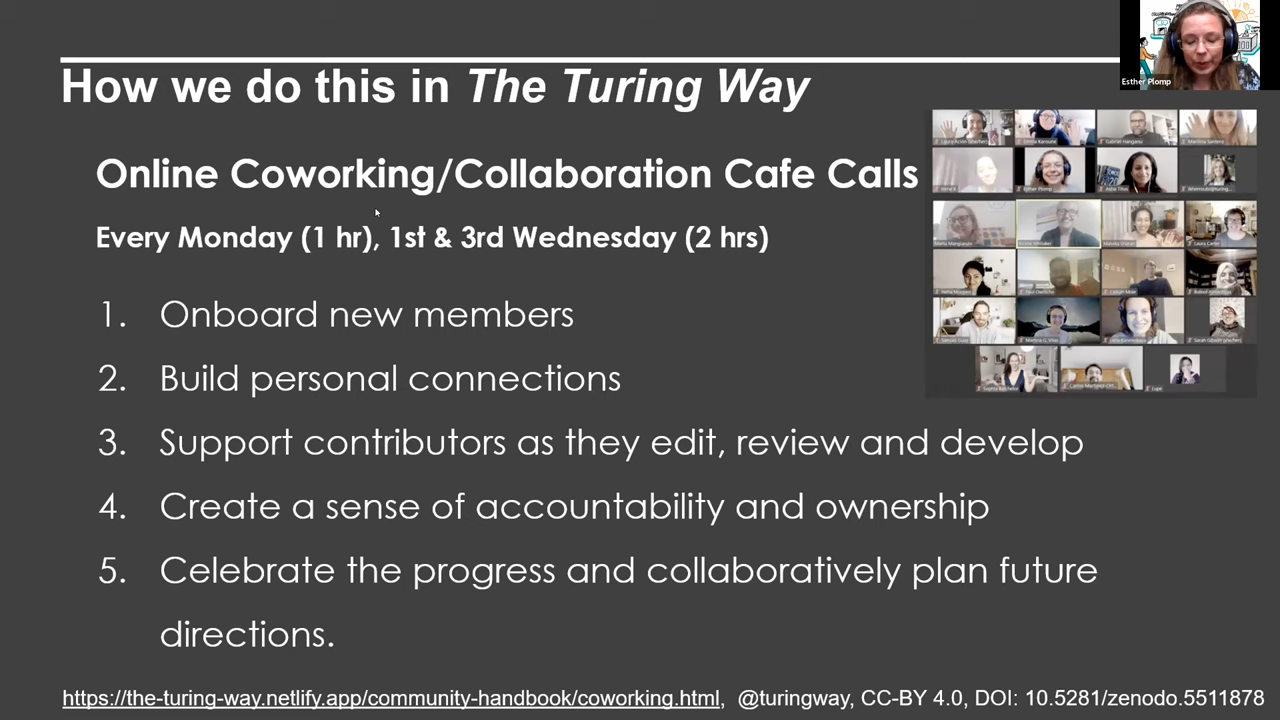 Esther Plomp
How we do this in The Turing Way
Online Coworking/Collaboration Cafe Calls
Every Monday (1 hr), 1st & 3rd Wednesday (2 hrs)
1. Onboard new members
2. Build personal connections
3. Support contributors as they edit, review and develop
4. Create a sense of accountability and ownership
5. Celebrate the progress and collaboratively plan future
directions.
Esther Plomp
https://the-turing-way.netlify.app/community-handbook/coworking.html, @turingway, CC-BY 4.0, DOI: 10.5281/zenodo.5511878